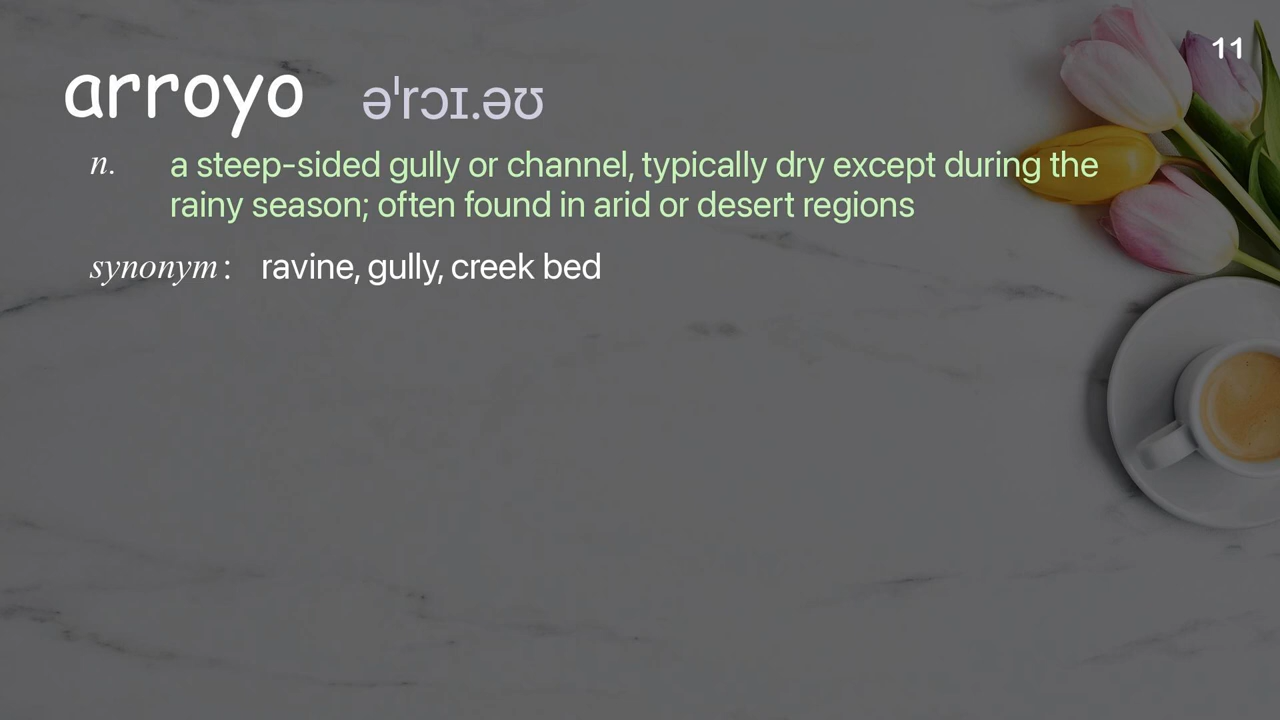 11
arroyo əˈrɔɪ.əʊ
n. a steep-sided gully or channel, typically dry except during the
rainy season; often found in arid or desert regions
synonym: ravine, gully, creek bed